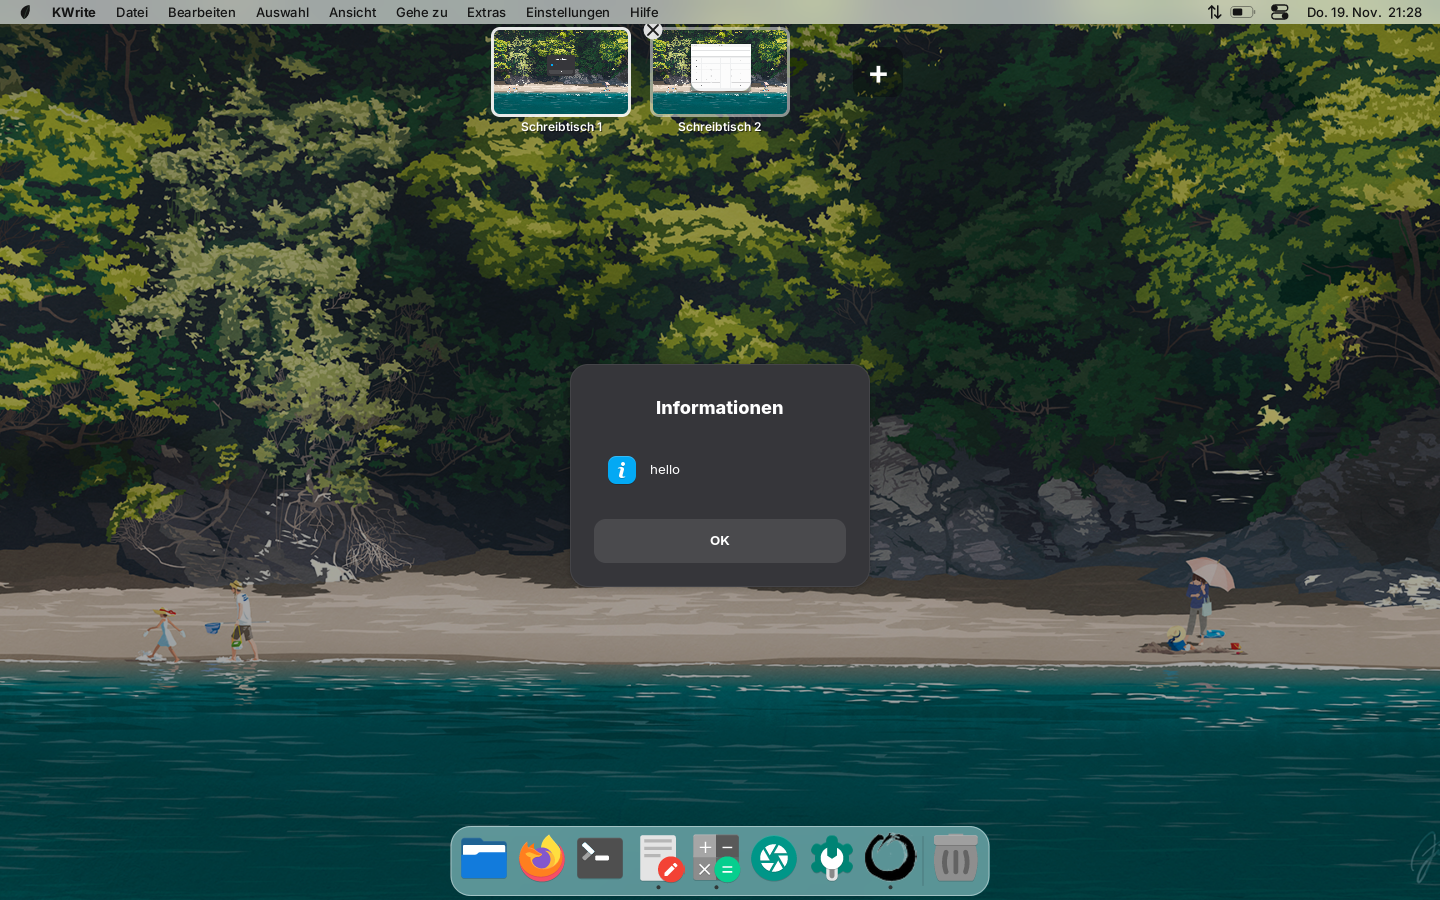 KWrite Datei Bearbeiten Auswahl Ansicht Gehe zu Extras Einstellungen Hilfe Do. 19. Nov. 21:28
Schreibtisch 1 Schreibtisch 2
Informationen
hello
OK